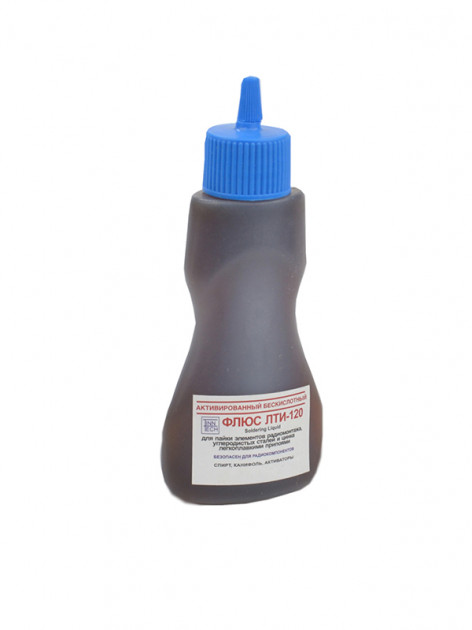 АКТИВИРОВАННЫЙ БЕСКИСЛОТНЫЙ
ФЛЮС ЛТИ-120
Soldering Liquid
для пайки элементов радиомонтажа,
углеродистых сталей и цинка
легкоплавкими припоями
БЕЗОПАСЕН ДЛЯ РАДИОКОМПОНЕНТОВ
СПИРТ, КАНИФОЛЬ, АКТИВАТОРЫ